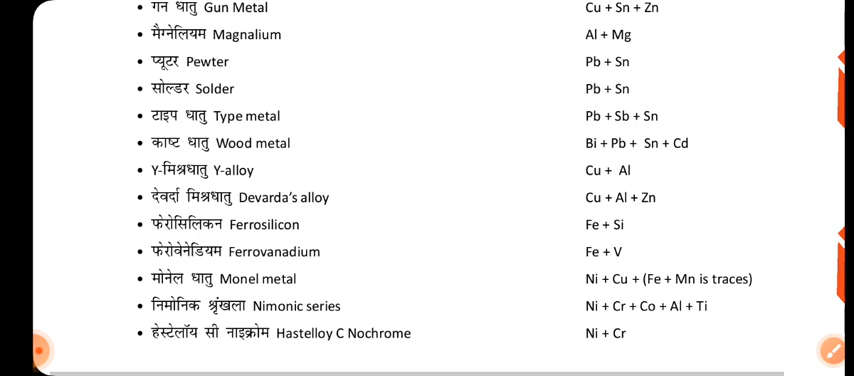 • गन धातु Gun Metal Cu + Sn + Zn
• मैग्नेलियम Magnalium Al + Mg
• प्यूटर Pewter Pb + Sn
• सोल्डर Solder Pb + Sn
• टाइप धातु Type metal Pb + Sb + Sn
• काष्ट धातु Wood metal Bi + Pb + Sn + Cd
• Y-मिश्रधातु Y-alloy Cu + Al
• देवर्दा मिश्रधातु Devarda's alloy Cu + Al + Zn
• फेरोसिलिकन Ferrosilicon Fe + Si
• फेरोवेनेडियम Ferrovanadium Fe + V
• मोनेल धातु Monel metal Ni + Cu + (Fe + Mn is traces)
• निमोनिक श्रृंखला Nimonic series Ni + Cr + Co + Al + Ti
• हेस्टेलॉय सी नाइक्रोम Hastelloy C Nochrome Ni + Cr